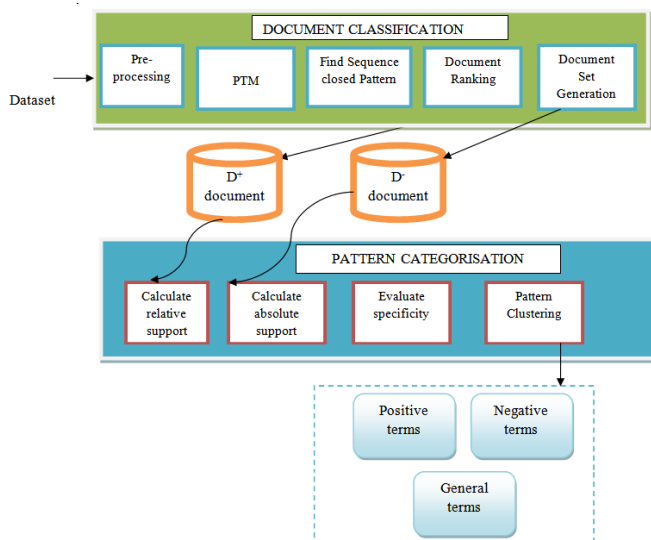 DOCUMENT CLASSIFICATION
Pre-
processing
PTM
Find Sequence
closed Pattern
Document
Ranking
Document
Set
Generation
Dataset
D+
document
D-
document
PATTERN CATEGORISATION
Calculate
relative
support
Calculate
absolute
support
Evaluate
specificity
Pattern
Clustering
Positive
terms
Negative
terms
General
terms